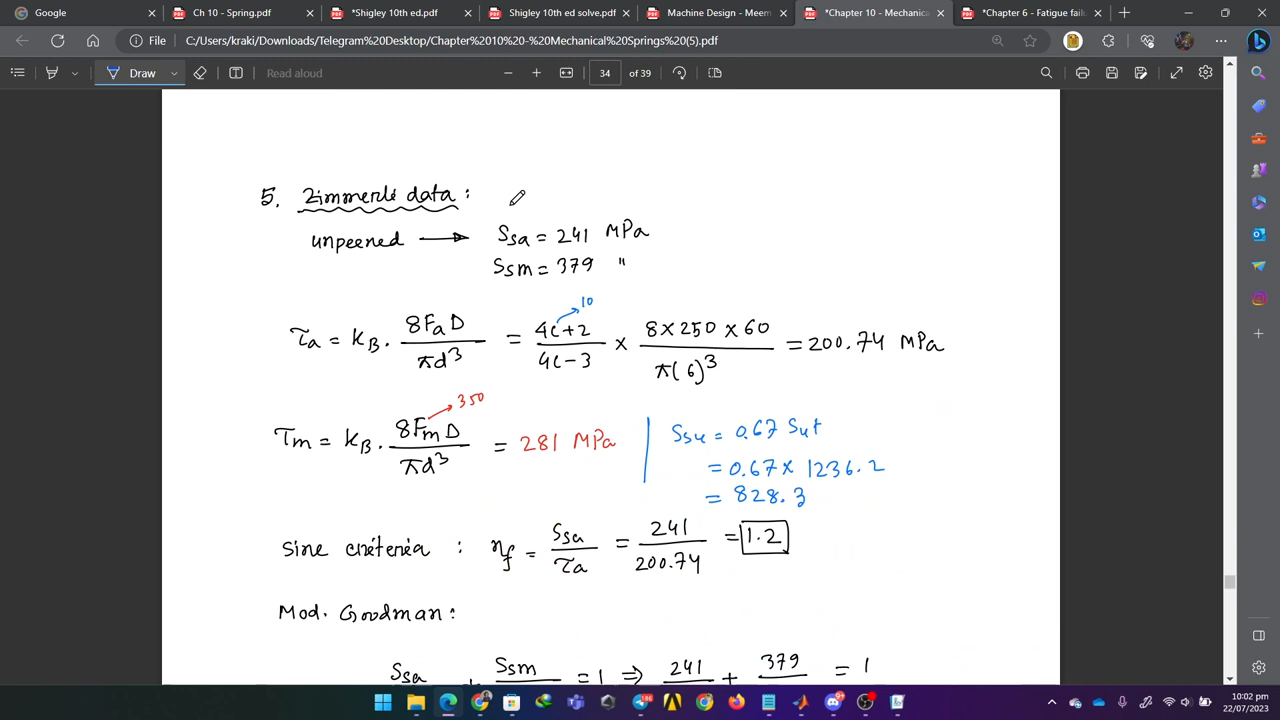 Google
Ch 10 - Spring.pdf
*Shigley 10th ed.pdf
Shigley 10th ed solve.pdf
Machine Design - Meem
*Chapter 10 - Mechanica
*Chapter 6 - Fatigue failu
File C:/Users/kraki/Downloads/Telegram%20Desktop/Chapter%2010%20-%20Mechanical%20Springs%20(5).pdf
Draw Read aloud 34 of 39
5. Zimmerli data :
unpeened → Ssa = 241 MPa
Ssm = 379 "
τa = KB . 8FaD / πd³ = 4C+2 / 4C-3 × 8×250×60 / π(6)³ = 200.74 MPa
10
τm = KB . 8FmD / πd³ = 281 MPa
350
Ssu = 0.67 Sut
= 0.67 × 1236.2
= 828.3
Sine criteria : nf = Ssa / τa = 241 / 200.74 = 1.2
Mod. Goodman :
Ssa + Ssm = 1 ⇒ 241 + 379 = 1
10:02 pm
22/07/2023